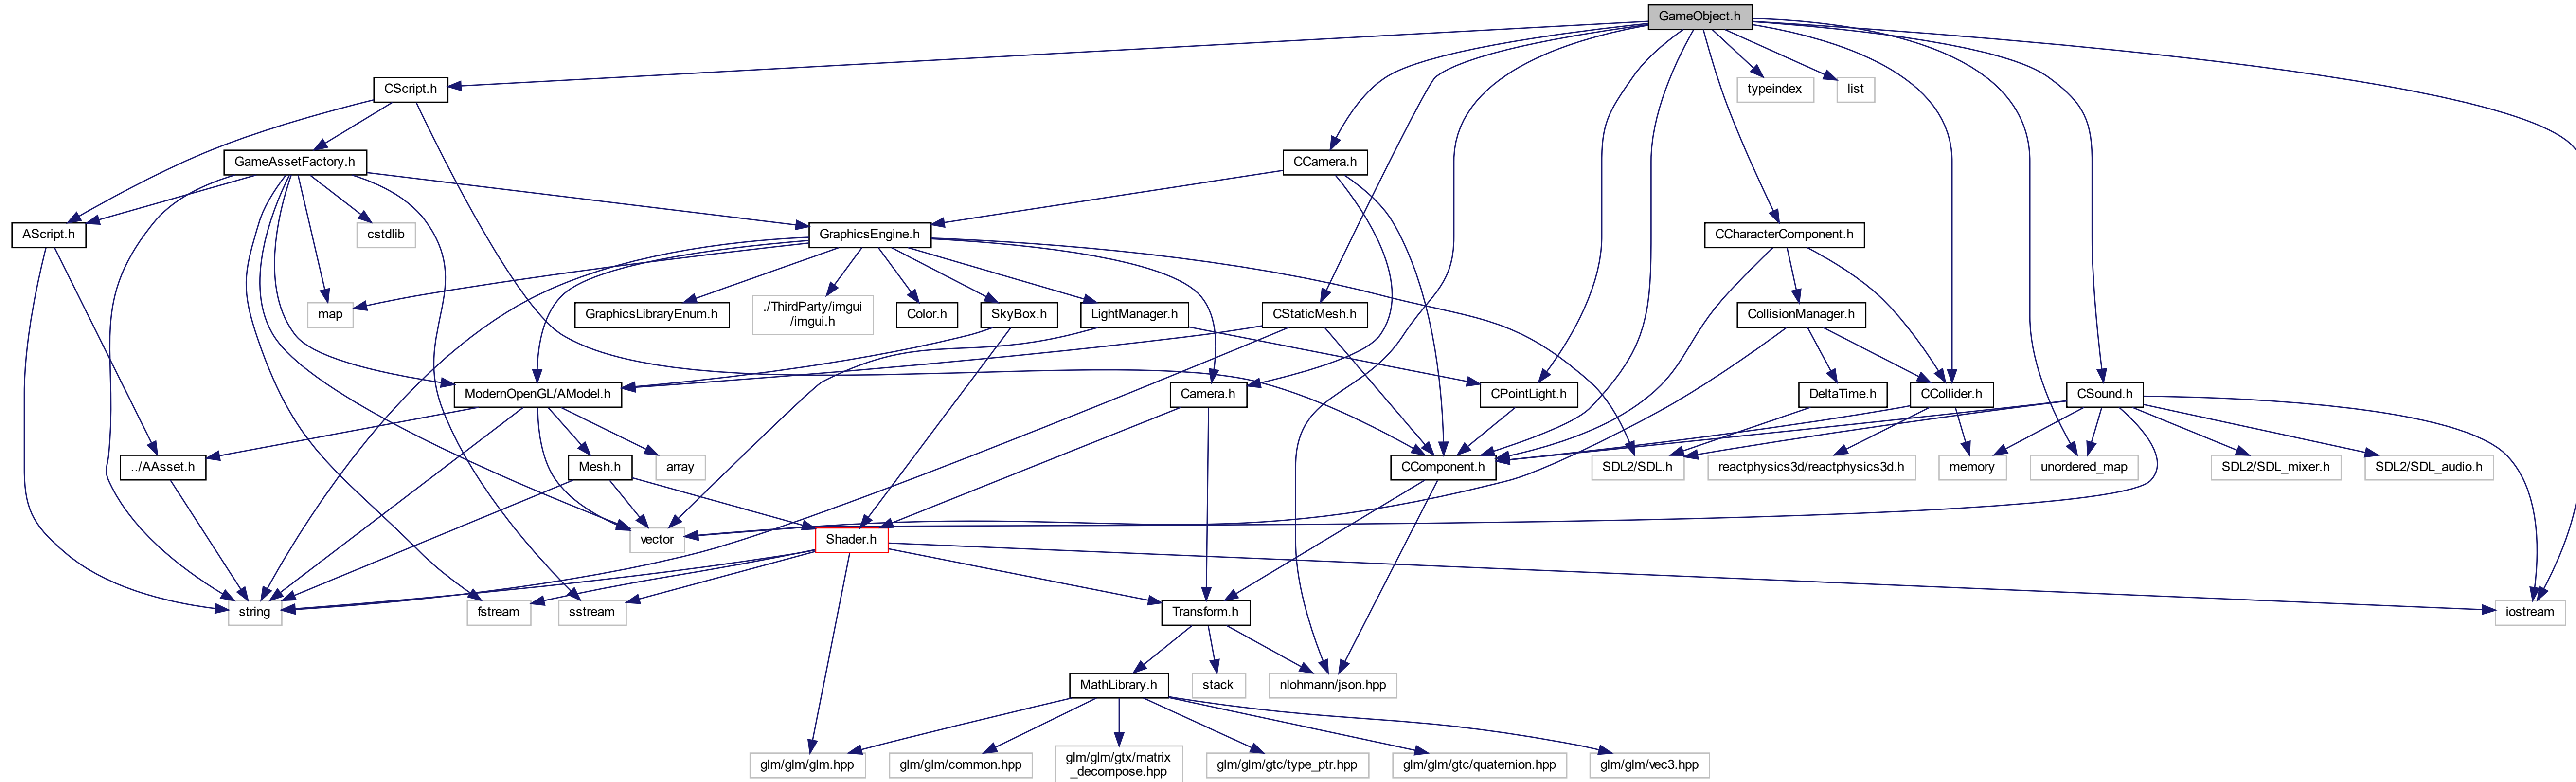 GameObject.h
CScript.h
typeindex
list
GameAssetFactory.h
CCamera.h
AScript.h
cstdlib
GraphicsEngine.h
CCharacterComponent.h
map
GraphicsLibraryEnum.h
./ThirdParty/imgui
/imgui.h
Color.h
SkyBox.h
LightManager.h
CStaticMesh.h
CollisionManager.h
ModernOpenGL/AModel.h
Camera.h
CPointLight.h
DeltaTime.h
CCollider.h
CSound.h
../AAsset.h
Mesh.h
array
CComponent.h
SDL2/SDL.h
reactphysics3d/reactphysics3d.h
memory
unordered_map
SDL2/SDL_mixer.h
SDL2/SDL_audio.h
vector
Shader.h
string
fstream
sstream
Transform.h
iostream
MathLibrary.h
stack
nlohmann/json.hpp
glm/glm/glm.hpp
glm/glm/common.hpp
glm/glm/gtx/matrix
_decompose.hpp
glm/glm/gtc/type_ptr.hpp
glm/glm/gtc/quaternion.hpp
glm/glm/vec3.hpp